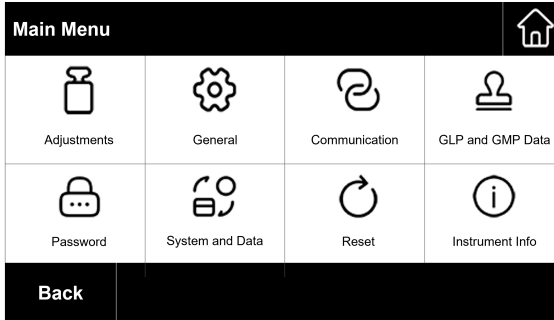 Main Menu
Adjustments
General
Communication
GLP and GMP Data
Password
System and Data
Reset
Instrument Info
Back